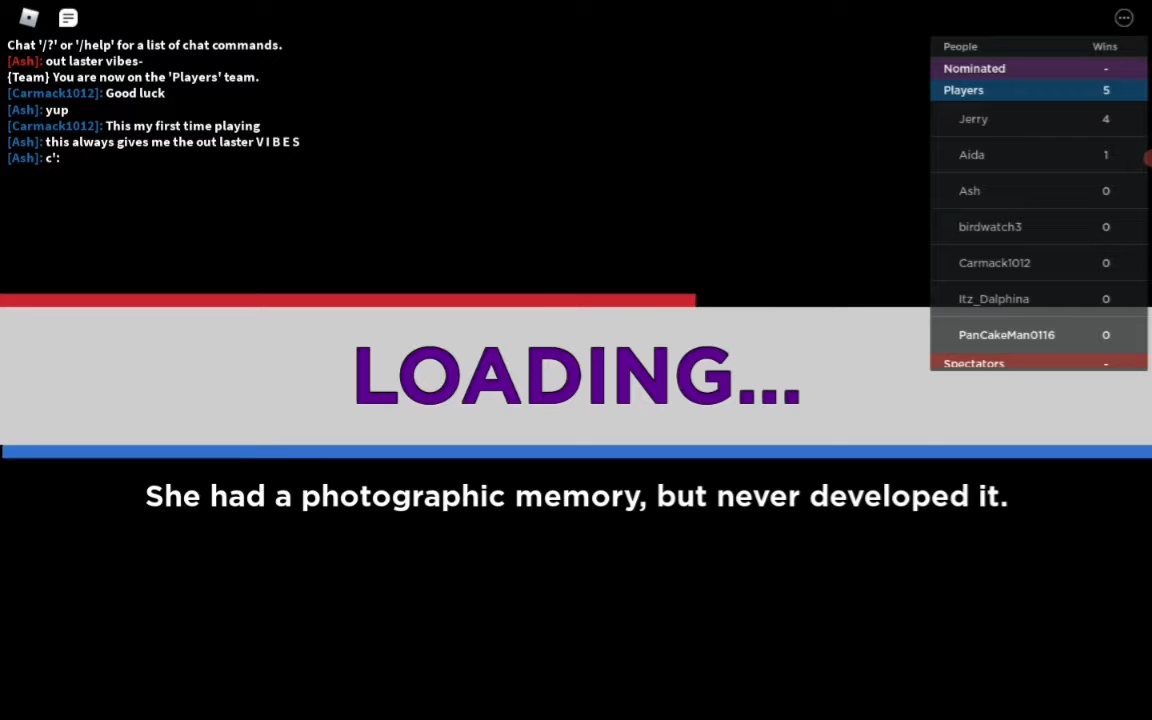 Chat '/?' or '/help' for a list of chat commands.
[Ash]: out laster vibes-
{Team} You are now on the 'Players' team.
[Carmack1012]: Good luck
[Ash]: yup
[Carmack1012]: This my first time playing
[Ash]: this always gives me the out laster V I B E S
[Ash]: c':
People Wins
Nominated -
Players 5
Jerry 4
Aida 1
Ash 0
birdwatch3 0
Carmack1012 0
Itz_Dalphina 0
PanCakeMan0116 0
Spectators -
LOADING...
She had a photographic memory, but never developed it.